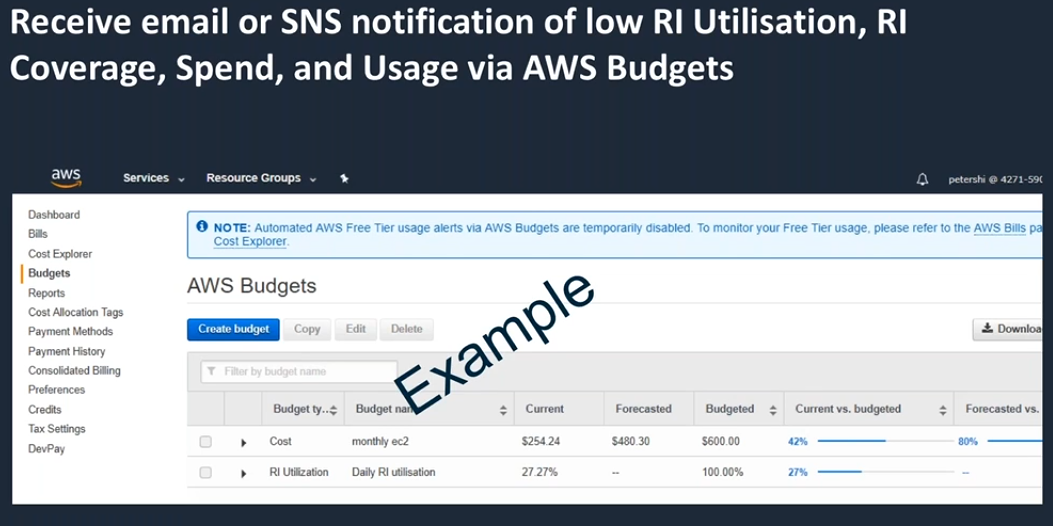 Receive email or SNS notification of low RI Utilisation, RI
Coverage, Spend, and Usage via AWS Budgets
aws Services Resource Groups petershi @ 4271-590
Dashboard
Bills
Cost Explorer
Budgets
Reports
Cost Allocation Tags
Payment Methods
Payment History
Consolidated Billing
Preferences
Credits
Tax Settings
DevPay
NOTE: Automated AWS Free Tier usage alerts via AWS Budgets are temporarily disabled. To monitor your Free Tier usage, please refer to the AWS Bills pa
Cost Explorer.
AWS Budgets
Create budget Copy Edit Delete Downloa
Filter by budget name
Example
Budget ty... Budget na Current Forecasted Budgeted Current vs. budgeted Forecasted vs.
Cost monthly ec2 $254.24 $480.30 $600.00 42% 80%
RI Utilization Daily RI utilisation 27.27% -- 100.00% 27% --